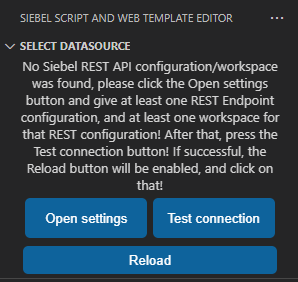 SIEBEL SCRIPT AND WEB TEMPLATE EDITOR ...
SELECT DATASOURCE
No Siebel REST API configuration/workspace
was found, please click the Open settings
button and give at least one REST Endpoint
configuration, and at least one workspace for
that REST configuration! After that, press the
Test connection button! If successful, the
Reload button will be enabled, and click on
that!
Open settings Test connection
Reload